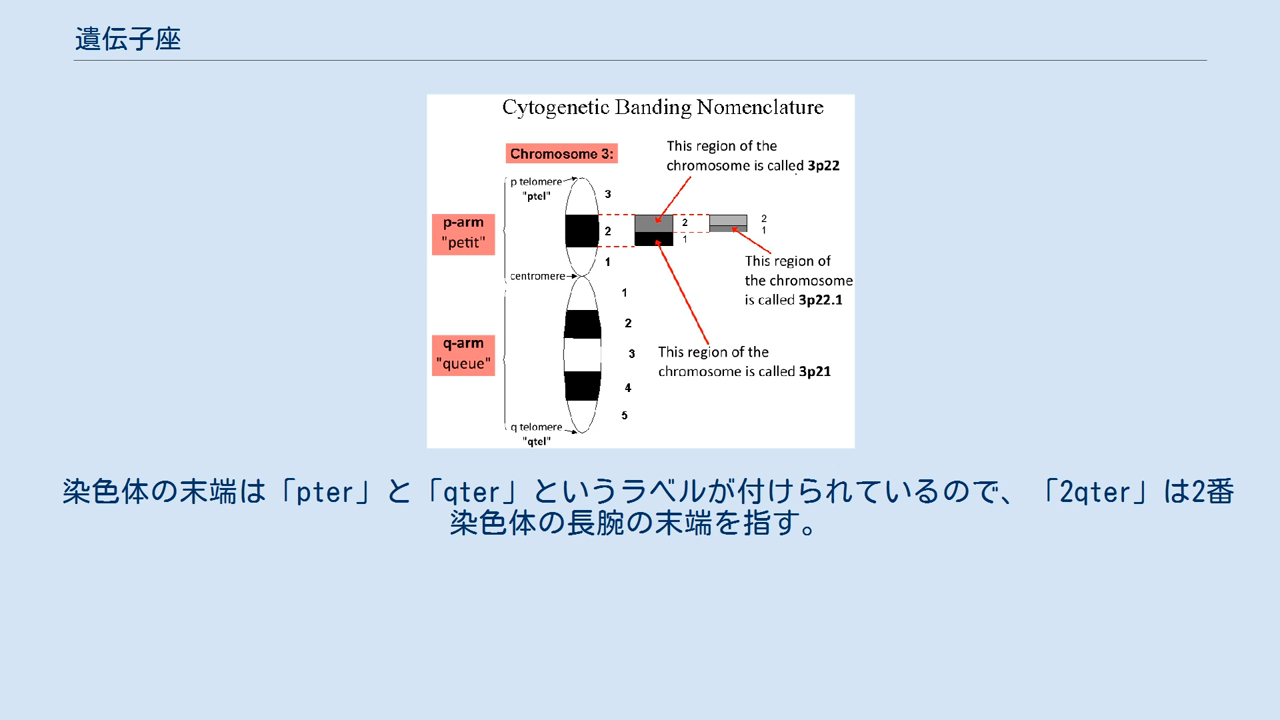 遺伝子座
Cytogenetic Banding Nomenclature
Chromosome 3:
This region of the
chromosome is called 3p22
p telomere
"ptel"
3
p-arm
"petit"
2
2
1
2
1
1
centromere
This region of
the chromosome
is called 3p22.1
1
2
q-arm
"queue"
3
This region of the
chromosome is called 3p21
4
5
q telomere
"qtel"
染色体の末端は「pter」と「qter」というラベルが付けられているので、「2qter」は2番
染色体の長腕の末端を指す。